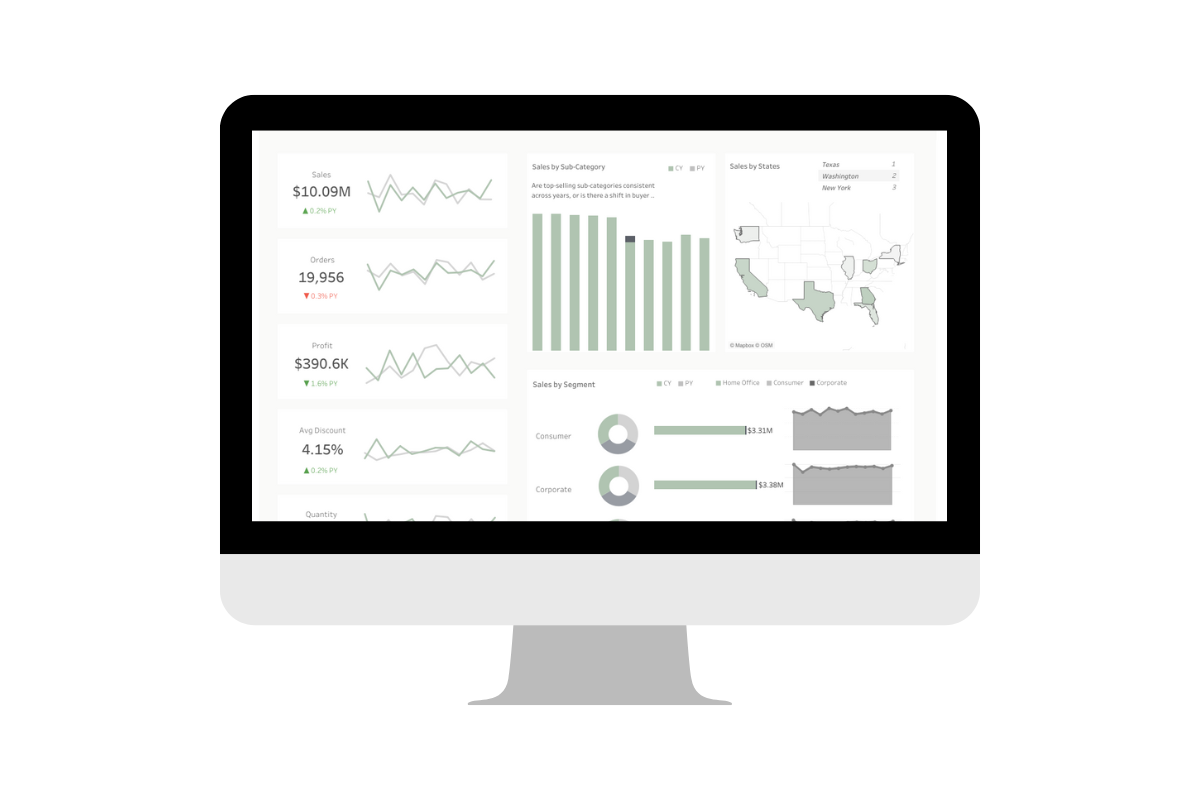 Sales
$10.09M
▲ 0.2% PY
Orders
19,956
▼ 0.3% PY
Profit
$390.6K
▼ 1.6% PY
Avg Discount
4.15%
▲ 0.2% PY
Quantity
Sales by Sub-Category
CY PY
Are top-selling sub-categories consistent
across years, or is there a shift in buyer ..
Sales by States
Texas 1
Washington 2
New York 3
© Mapbox © OSM
Sales by Segment
CY PY Home Office Consumer Corporate
Consumer
$3.31M
Corporate
$3.38M